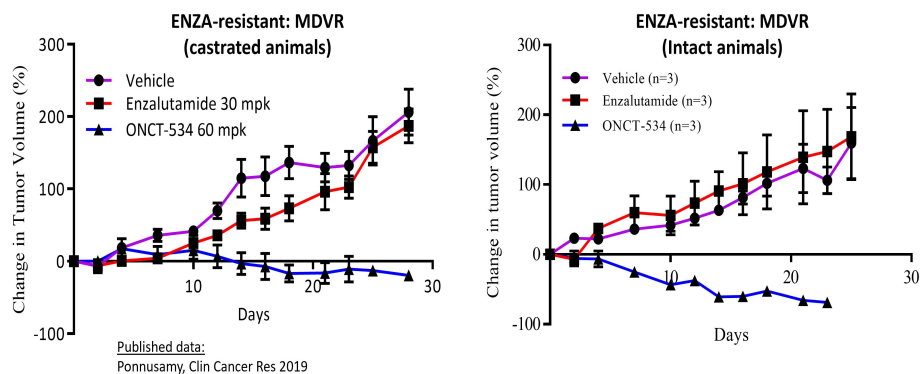 ENZA-resistant: MDVR
(castrated animals)
300
200
100
0
-100
Change in Tumor Volume (%)
Vehicle
Enzalutamide 30 mpk
ONCT-534 60 mpk
10
20
30
Days
Published data:
Ponnusamy, Clin Cancer Res 2019
ENZA-resistant: MDVR
(Intact animals)
300
200
100
0
-100
Change in tumor volume (%)
Vehicle (n=3)
Enzalutamide (n=3)
ONCT-534 (n=3)
10
20
30
Days